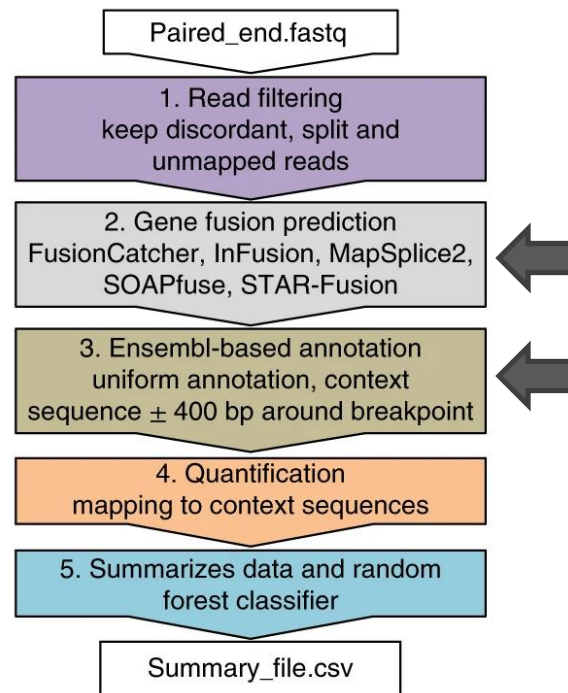 Paired_end.fastq
1. Read filtering
keep discordant, split and
unmapped reads
2. Gene fusion prediction
FusionCatcher, InFusion, MapSplice2,
SOAPfuse, STAR-Fusion
3. Ensembl-based annotation
uniform annotation, context
sequence ± 400 bp around breakpoint
4. Quantification
mapping to context sequences
5. Summarizes data and random
forest classifier
Summary_file.csv